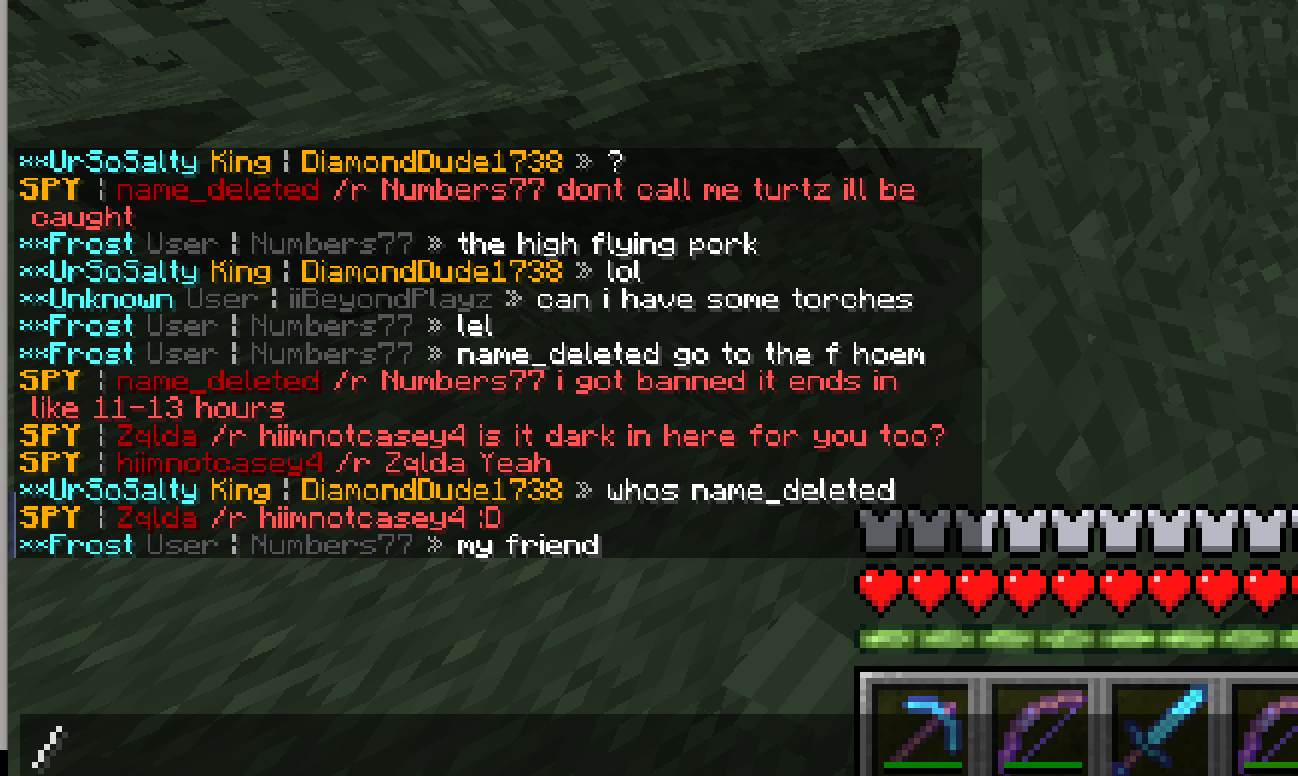 **UrSoSalty King ¦ DiamondDude1738 » ?
SPY ¦ name_deleted /r Numbers77 dont call me turtz ill be
caught
**Frost User ¦ Numbers77 » the high flying pork
**UrSoSalty King ¦ DiamondDude1738 » lol
**Unknown User ¦ iiBeyondPlayz » can i have some torches
**Frost User ¦ Numbers77 » lel
**Frost User ¦ Numbers77 » name_deleted go to the f hoem
SPY ¦ name_deleted /r Numbers77 i got banned it ends in
like 11-13 hours
SPY ¦ Zqlda /r hiimnotcasey4 is it dark in here for you too?
SPY ¦ hiimnotcasey4 /r Zqlda Yeah
**UrSoSalty King ¦ DiamondDude1738 » whos name_deleted
SPY ¦ Zqlda /r hiimnotcasey4 :D
**Frost User ¦ Numbers77 » my friend
/